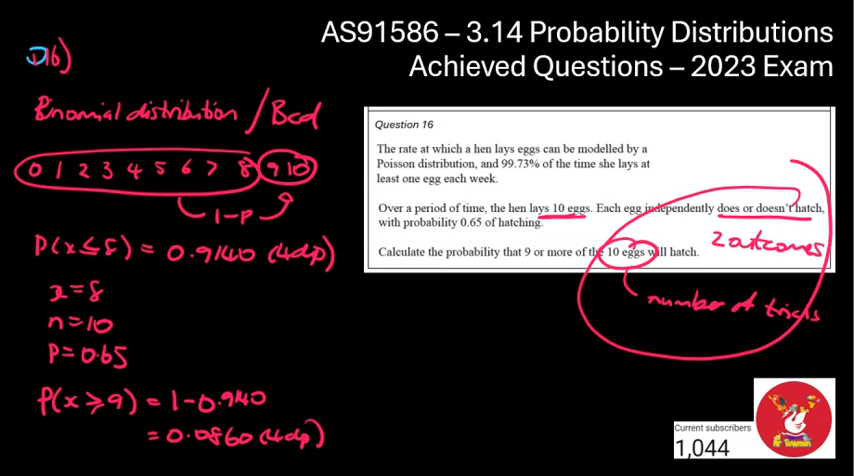 AS91586 – 3.14 Probability Distributions
Achieved Questions – 2023 Exam
16)
Binomial distribution / Bcd
0 1 2 3 4 5 6 7 8 9 10
1-P
P(x≤8) = 0.9140 (4dp)
x=8
n=10
P=0.65
P(x≥9) = 1-0.940
= 0.0860 (4dp)
Question 16
The rate at which a hen lays eggs can be modelled by a
Poisson distribution, and 99.73% of the time she lays at
least one egg each week.
Over a period of time, the hen lays 10 eggs. Each egg independently does or doesn't hatch,
with probability 0.65 of hatching.
2 outcomes
Calculate the probability that 9 or more of the 10 eggs will hatch.
number of trials
Current subscribers
1,044